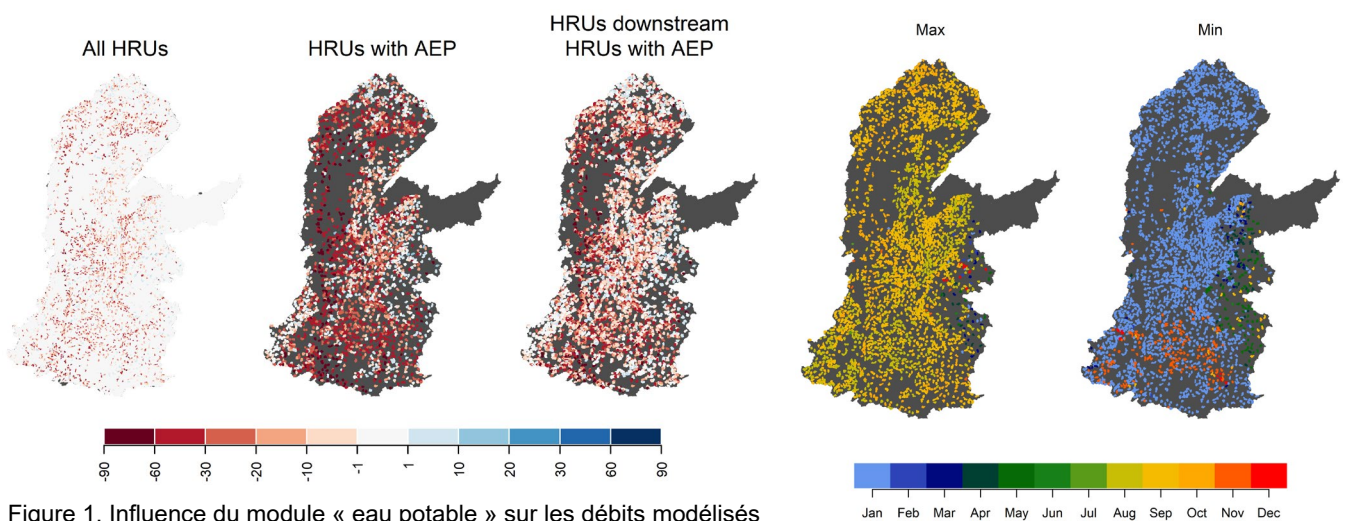 All HRUs
HRUs with AEP
HRUs downstream
HRUs with AEP
-90 -60 -30 -20 -10 -1 1 10 20 30 60 90
Figure 1. Influence du module « eau potable » sur les débits modélisés
Max
Min
Jan Feb Mar Apr May Jun Jul Aug Sep Oct Nov Dec